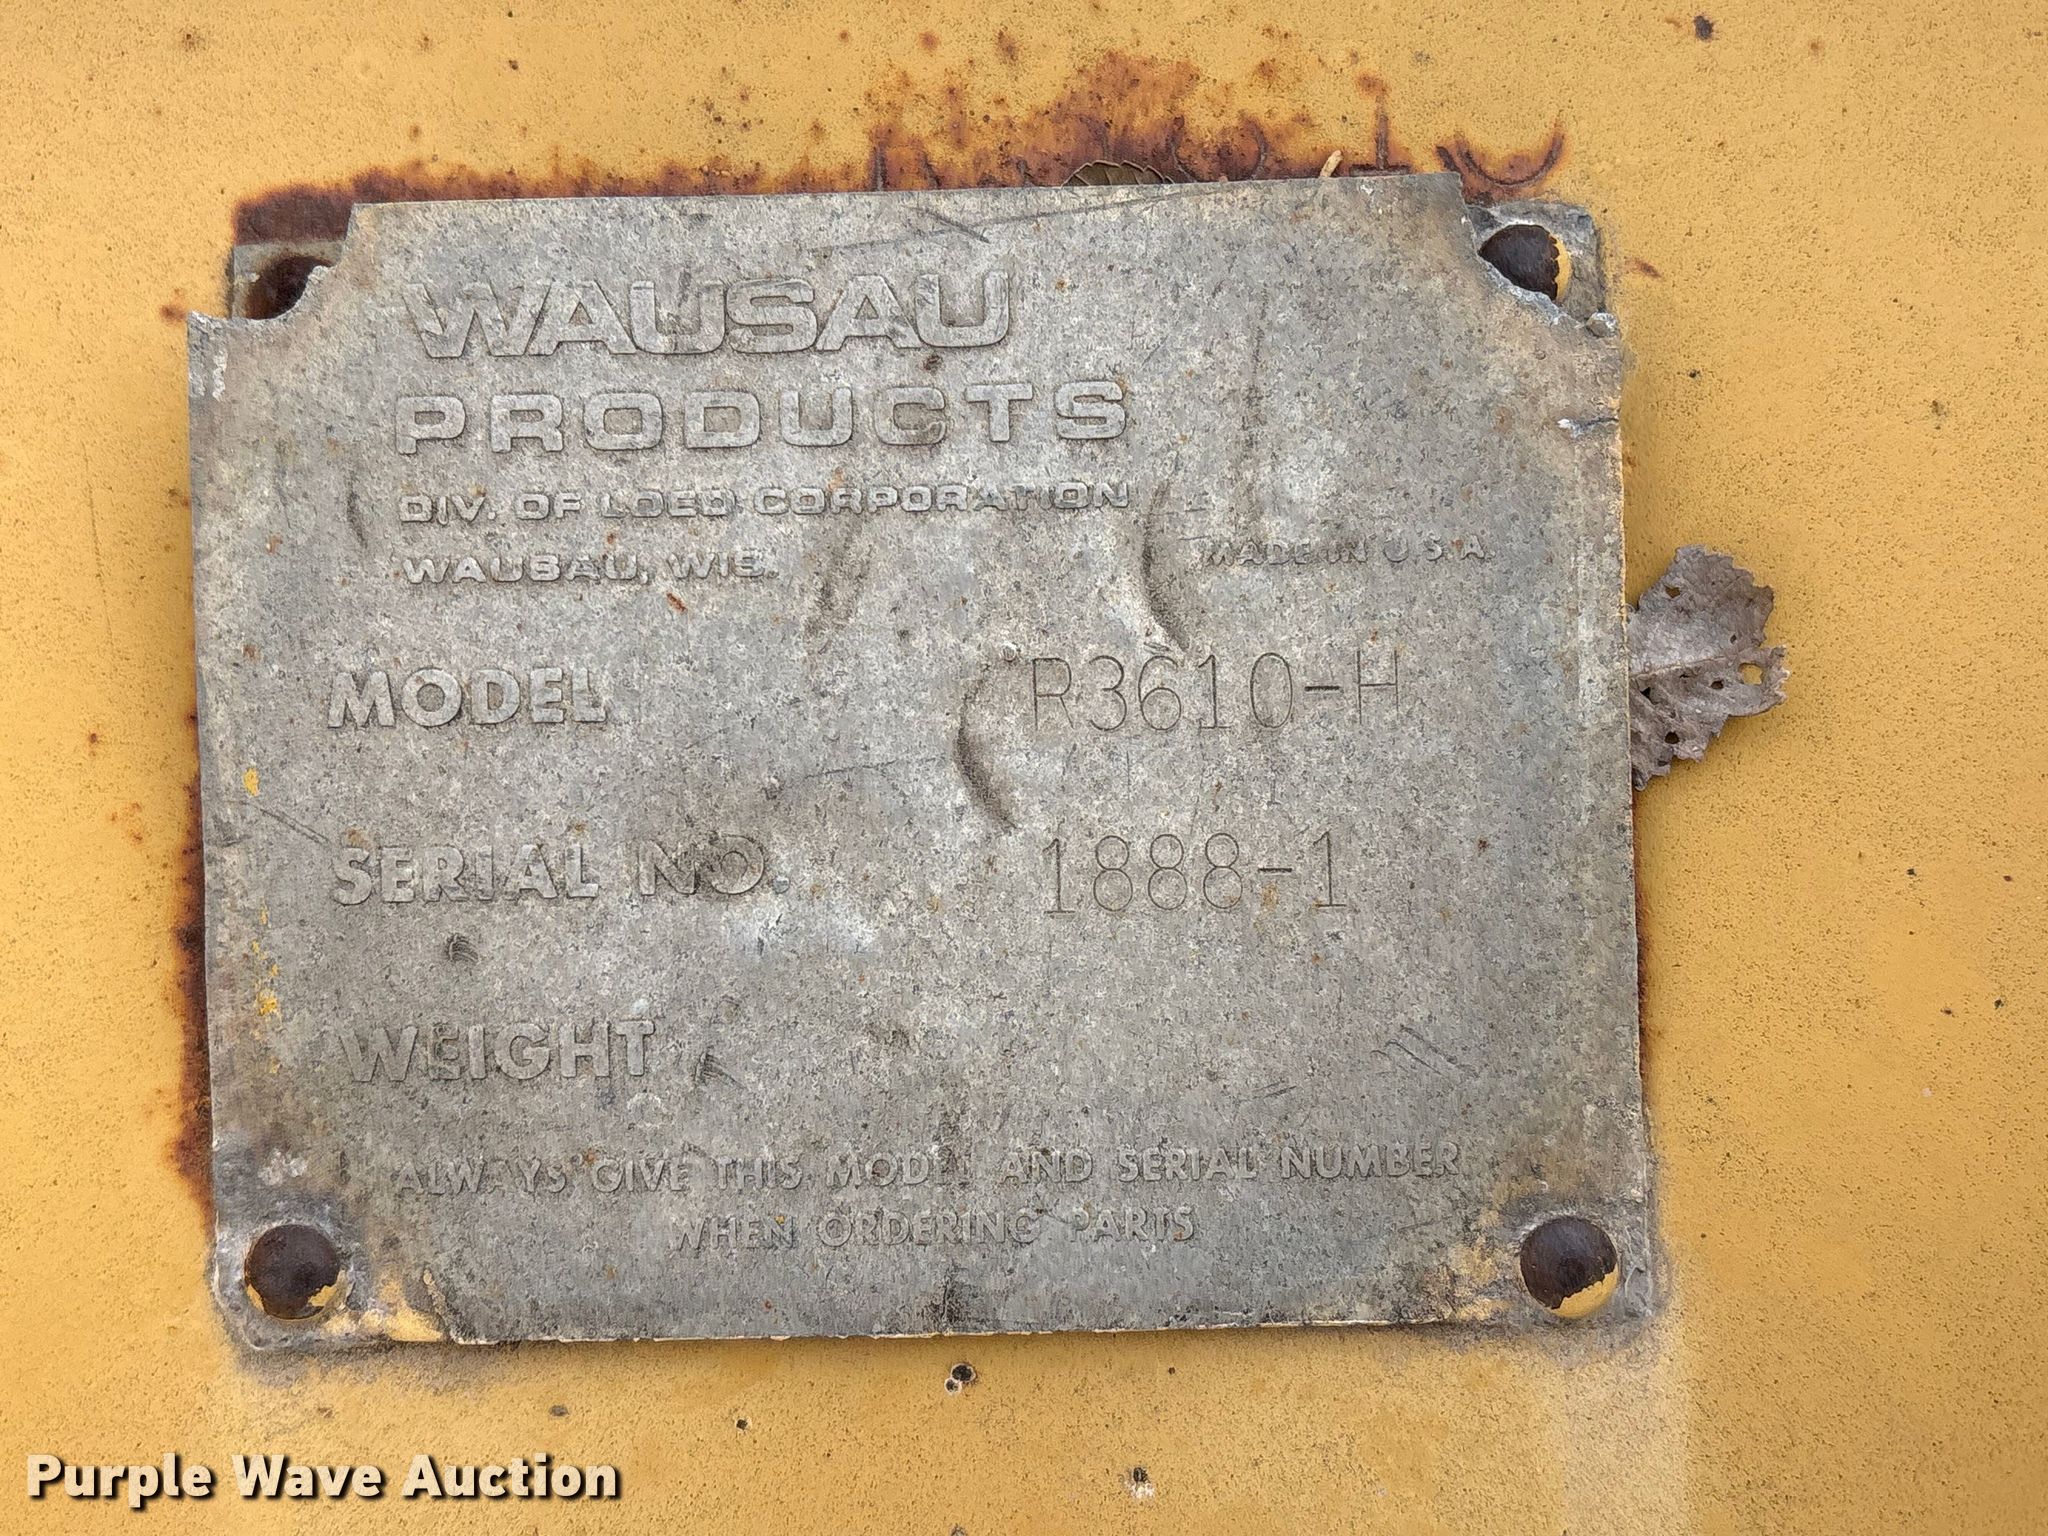 WAUSAU
PRODUCTS
DIV. OF LOED CORPORATION
WAUSAU, WIS.
MADE IN U.S.A.
MODEL R3610-H
SERIAL NO. 1888-1
WEIGHT
ALWAYS GIVE THIS MODEL AND SERIAL NUMBER
WHEN ORDERING PARTS
Purple Wave Auction